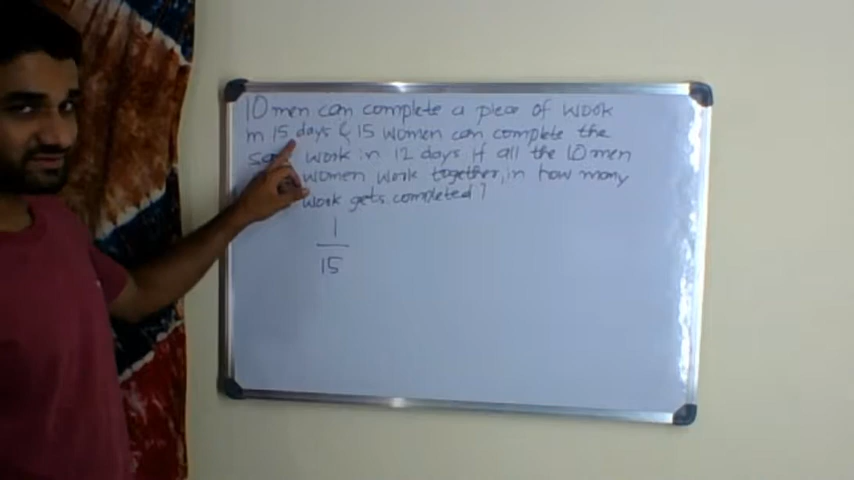 10 men can complete a piece of work
in 15 days & 15 women can complete the
work in 12 days if all the 10 men
women work together, in how many
work gets completed?
1
15